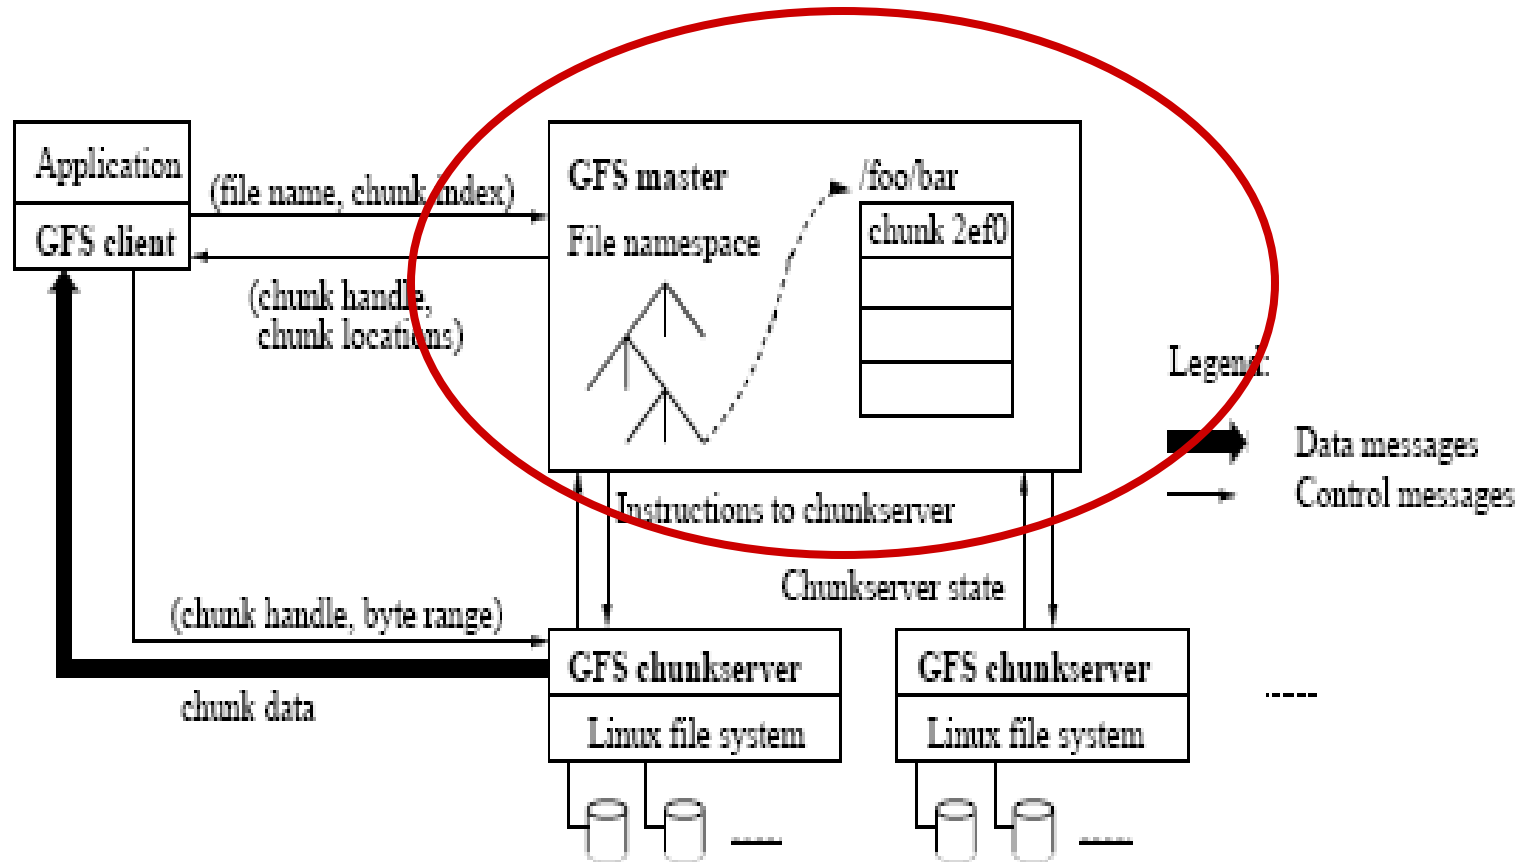 Application
GFS client
(file name, chunk index)
(chunk handle,
chunk locations)
GFS master
File namespace
/foo/bar
chunk 2ef0
Legend:
Data messages
Control messages
Instructions to chunkserver
Chunkserver state
(chunk handle, byte range)
chunk data
GFS chunkserver
Linux file system
GFS chunkserver
Linux file system